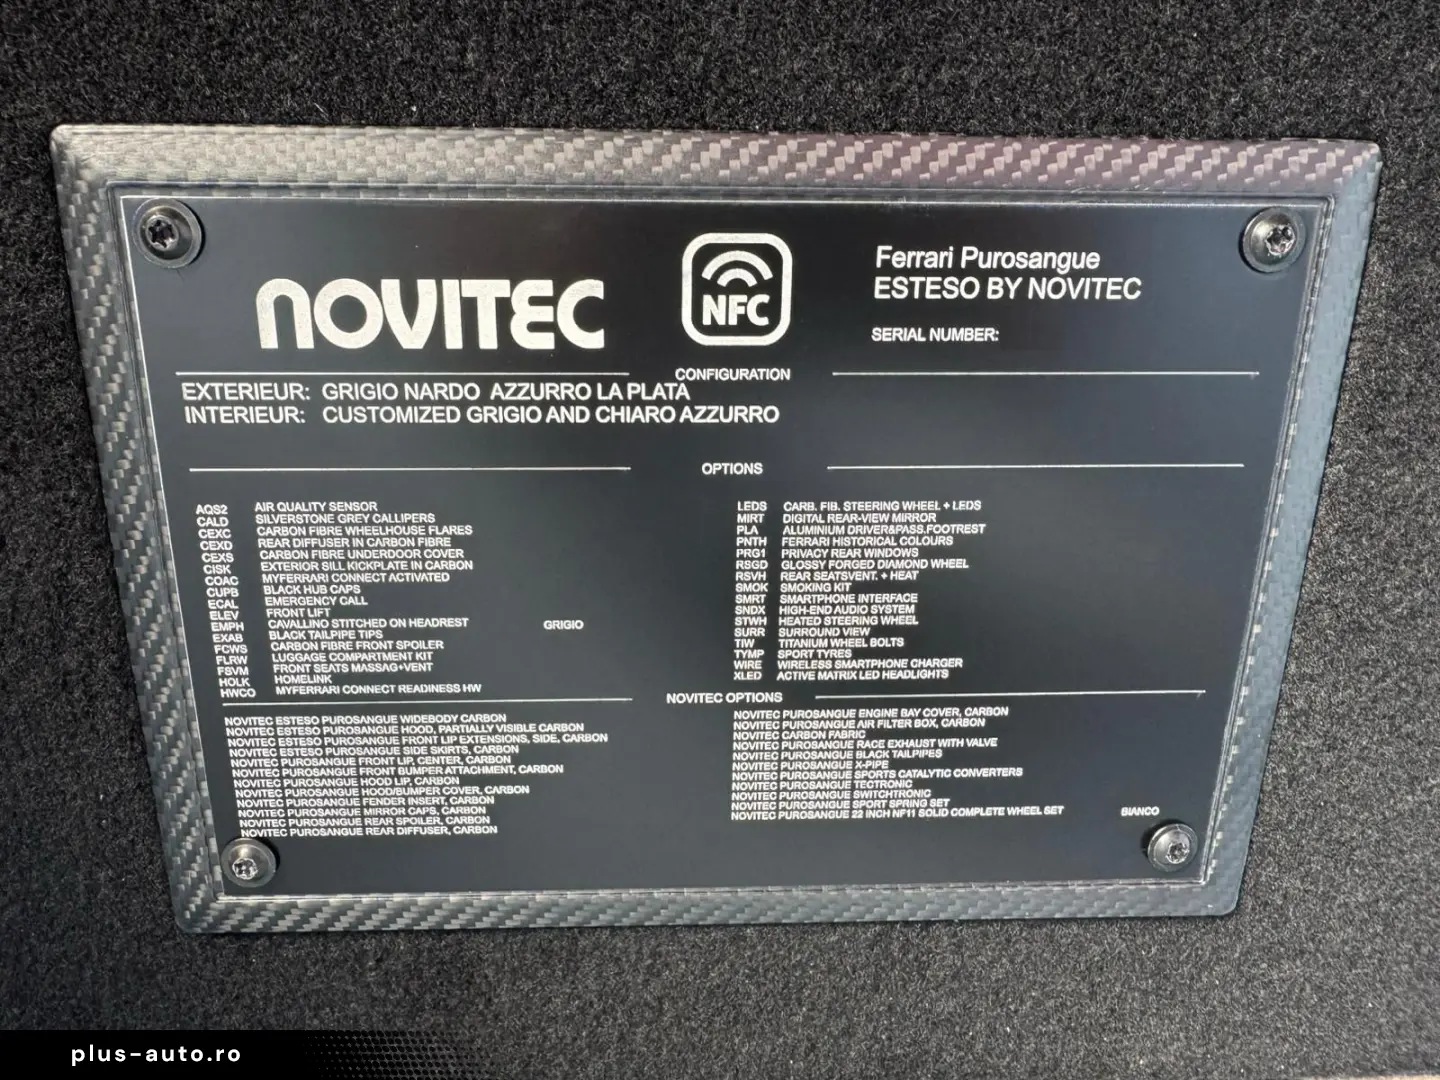 NOVITEC
NFC
Ferrari Purosangue
ESTESO BY NOVITEC
SERIAL NUMBER:
CONFIGURATION
EXTERIEUR: GRIGIO NARDO AZZURRO LA PLATA
INTERIEUR: CUSTOMIZED GRIGIO AND CHIARO AZZURRO
OPTIONS
AQS2 AIR QUALITY SENSOR
CALD SILVERSTONE GREY CALLIPERS
CEXC CARBON FIBRE WHEELHOUSE FLARES
CEXD REAR DIFFUSER IN CARBON FIBRE
CEXS CARBON FIBRE UNDERDOOR COVER
CISK EXTERIOR SILL KICKPLATE IN CARBON
COAC MYFERRARI CONNECT ACTIVATED
CUPB BLACK HUB CAPS
ECAL EMERGENCY CALL
ELEV FRONT LIFT
EMPH CAVALLINO STITCHED ON HEADREST GRIGIO
EXAB BLACK TAILPIPE TIPS
FCWS CARBON FIBRE FRONT SPOILER
FLRW LUGGAGE COMPARTMENT KIT
FSVM FRONT SEATS MASSAG+VENT
HOLK HOMELINK
HWCO MYFERRARI CONNECT READINESS HW
LEDS CARB. FIB. STEERING WHEEL + LEDS
MIRT DIGITAL REAR-VIEW MIRROR
PLA ALUMINIUM DRIVER&PASS.FOOTREST
PNTH FERRARI HISTORICAL COLOURS
PRG1 PRIVACY REAR WINDOWS
RSGD GLOSSY FORGED DIAMOND WHEEL
RSVH REAR SEATSVENT. + HEAT
SMOK SMOKING KIT
SMRT SMARTPHONE INTERFACE
SNDX HIGH-END AUDIO SYSTEM
STWH HEATED STEERING WHEEL
SURR SURROUND VIEW
TIW TITANIUM WHEEL BOLTS
TYMP SPORT TYRES
WIRE WIRELESS SMARTPHONE CHARGER
XLED ACTIVE MATRIX LED HEADLIGHTS
NOVITEC OPTIONS
NOVITEC ESTESO PUROSANGUE WIDEBODY CARBON
NOVITEC ESTESO PUROSANGUE HOOD, PARTIALLY VISIBLE CARBON
NOVITEC ESTESO PUROSANGUE FRONT LIP EXTENSIONS, SIDE, CARBON
NOVITEC ESTESO PUROSANGUE SIDE SKIRTS, CARBON
NOVITEC PUROSANGUE FRONT LIP, CENTER, CARBON
NOVITEC PUROSANGUE FRONT BUMPER ATTACHMENT, CARBON
NOVITEC PUROSANGUE HOOD LIP, CARBON
NOVITEC PUROSANGUE HOOD/BUMPER COVER, CARBON
NOVITEC PUROSANGUE FENDER INSERT, CARBON
NOVITEC PUROSANGUE MIRROR CAPS, CARBON
NOVITEC PUROSANGUE REAR SPOILER, CARBON
NOVITEC PUROSANGUE REAR DIFFUSER, CARBON
NOVITEC PUROSANGUE ENGINE BAY COVER, CARBON
NOVITEC PUROSANGUE AIR FILTER BOX, CARBON
NOVITEC CARBON FABRIC
NOVITEC PUROSANGUE RACE EXHAUST WITH VALVE
NOVITEC PUROSANGUE BLACK TAILPIPES
NOVITEC PUROSANGUE X-PIPE
NOVITEC PUROSANGUE SPORTS CATALYTIC CONVERTERS
NOVITEC PUROSANGUE TECTRONIC
NOVITEC PUROSANGUE SWITCHTRONIC
NOVITEC PUROSANGUE SPORT SPRING SET
NOVITEC PUROSANGUE 22 INCH NF11 SOLID COMPLETE WHEEL SET BIANCO
plus-auto.ro